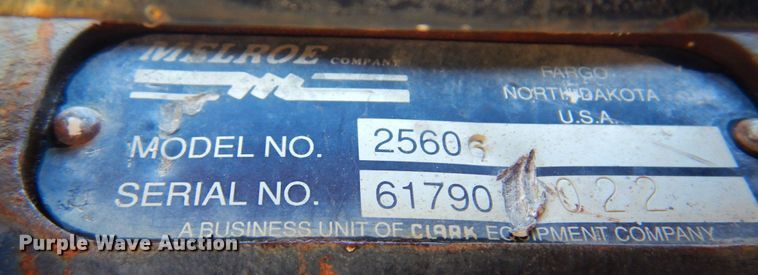 MELROE COMPANY
FARGO
NORTH DAKOTA
U.S.A.
MODEL NO. 2560
SERIAL NO. 61790 022
A BUSINESS UNIT OF CLARK EQUIPMENT COMPANY
Purple Wave Auction